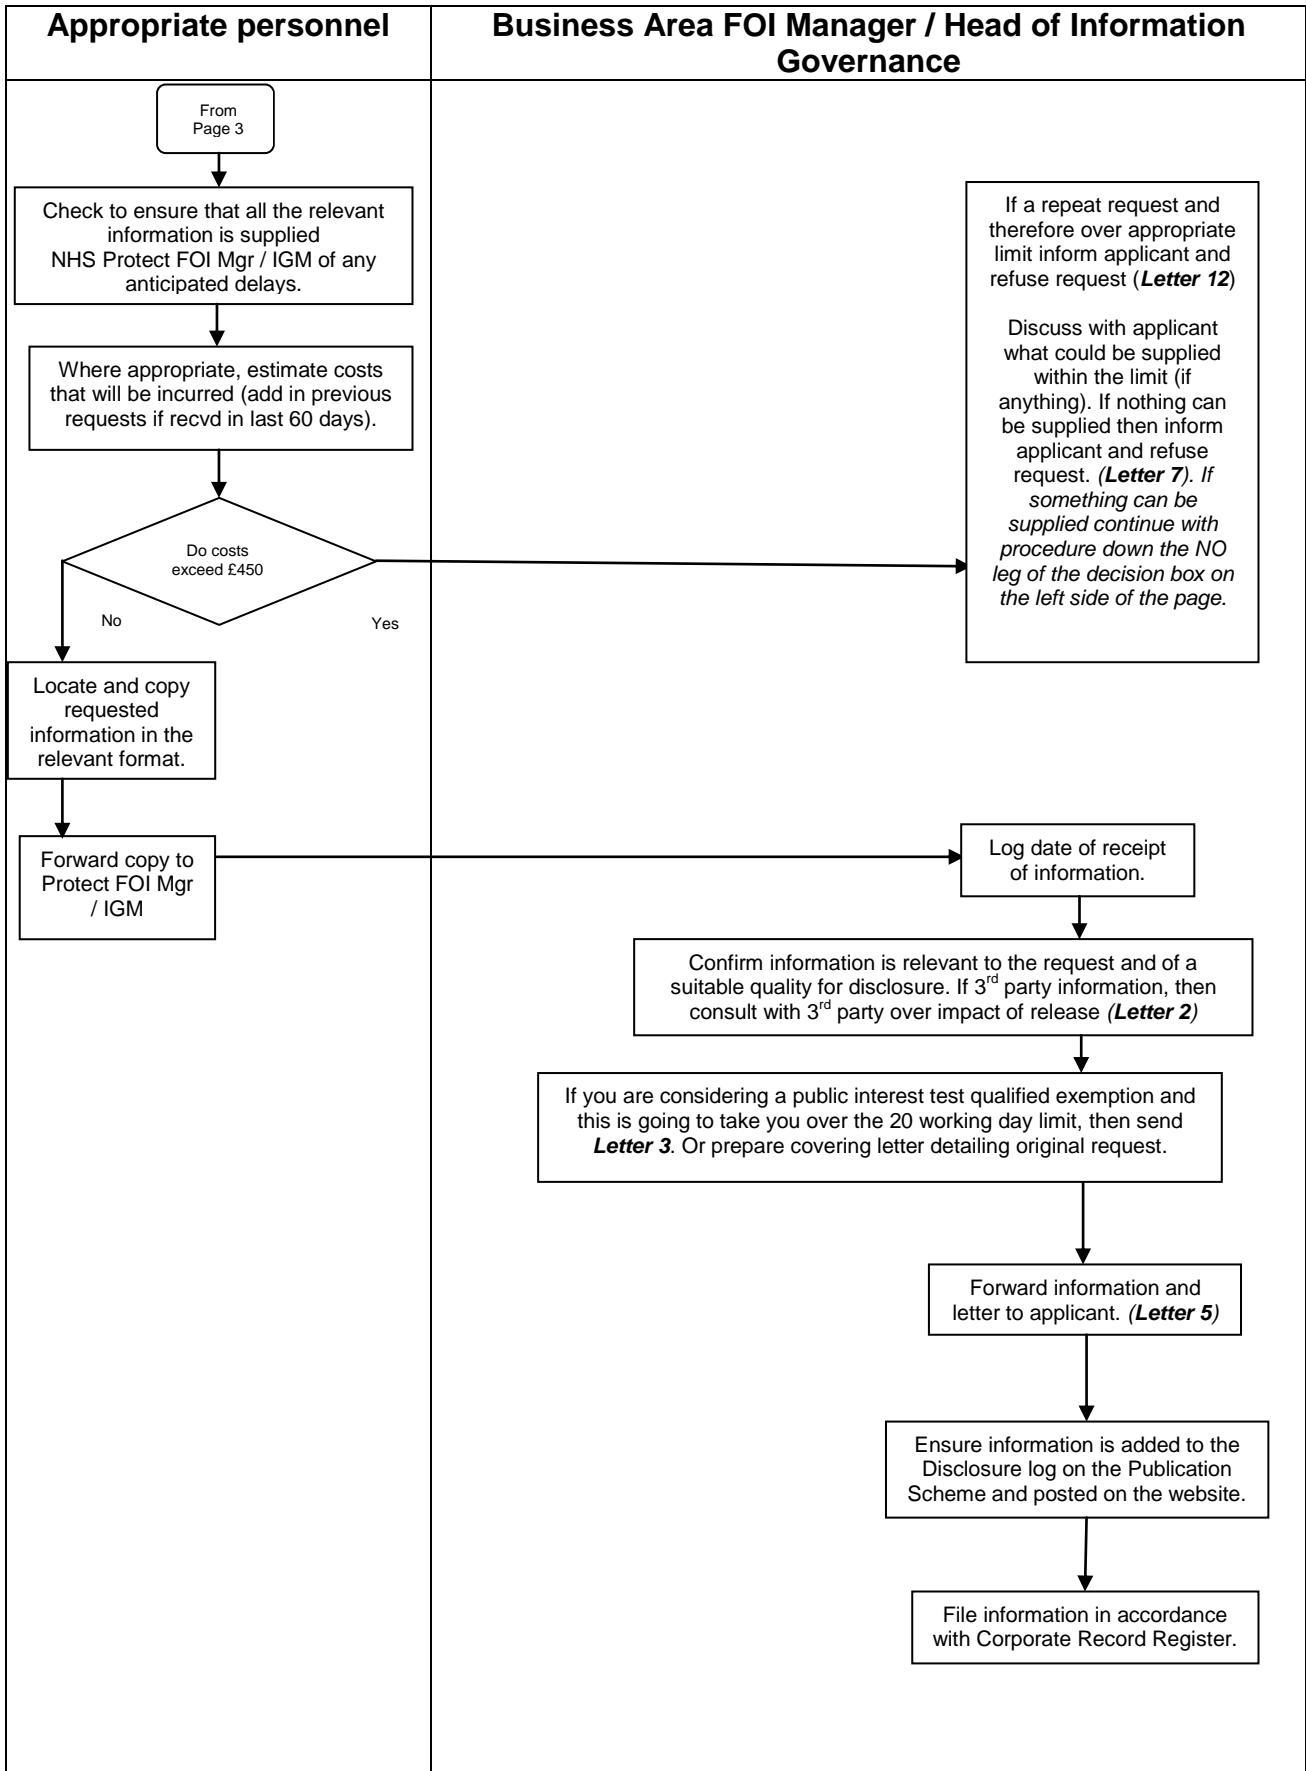 Appropriate personnel
Business Area FOI Manager / Head of Information
Governance
From
Page 3
Check to ensure that all the relevant
information is supplied
NHS Protect FOI Mgr / IGM of any
anticipated delays.
Where appropriate, estimate costs
that will be incurred (add in previous
requests if recvd in last 60 days).
Do costs
exceed £450
No
Yes
If a repeat request and
therefore over appropriate
limit inform applicant and
refuse request (Letter 12)
Discuss with applicant
what could be supplied
within the limit (if
anything). If nothing can
be supplied then inform
applicant and refuse
request. (Letter 7). If
something can be
supplied continue with
procedure down the NO
leg of the decision box on
the left side of the page.
Locate and copy
requested
information in the
relevant format.
Forward copy to
Protect FOI Mgr
/ IGM
Log date of receipt
of information.
Confirm information is relevant to the request and of a
suitable quality for disclosure. If 3rd party information, then
consult with 3rd party over impact of release (Letter 2)
If you are considering a public interest test qualified exemption and
this is going to take you over the 20 working day limit, then send
Letter 3. Or prepare covering letter detailing original request.
Forward information and
letter to applicant. (Letter 5)
Ensure information is added to the
Disclosure log on the Publication
Scheme and posted on the website.
File information in accordance
with Corporate Record Register.